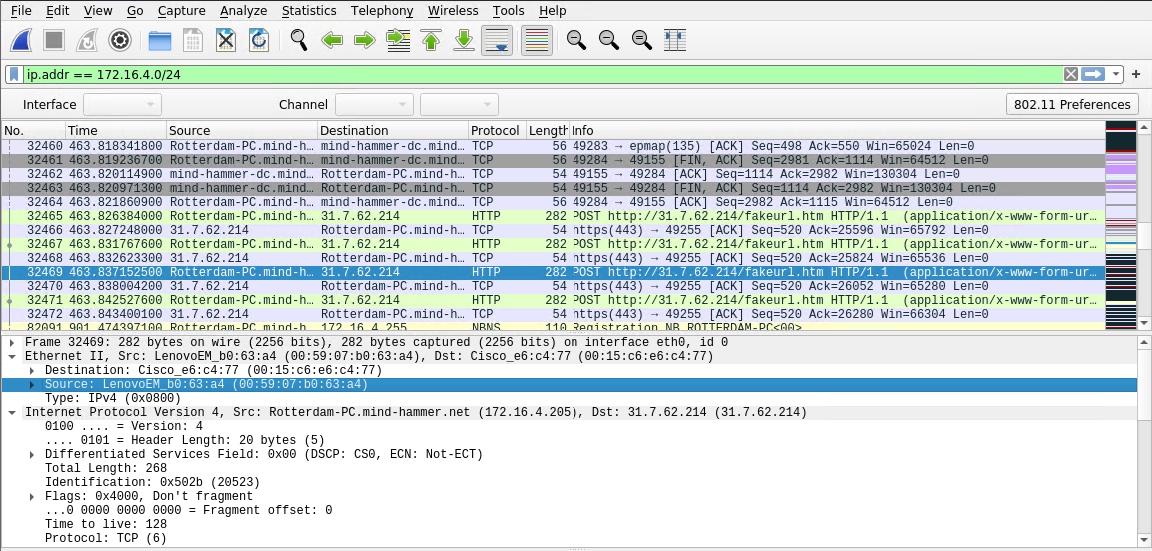 File Edit View Go Capture Analyze Statistics Telephony Wireless Tools Help
ip.addr == 172.16.4.0/24
Interface Channel 802.11 Preferences
No. Time Source Destination Protocol Length Info
32460 463.818341800 Rotterdam-PC.mind-h… mind-hammer-dc.mind… TCP 56 49283 → epmap(135) [ACK] Seq=498 Ack=550 Win=65024 Len=0
32461 463.819236700 Rotterdam-PC.mind-h… mind-hammer-dc.mind… TCP 56 49284 → 49155 [FIN, ACK] Seq=2981 Ack=1114 Win=64512 Len=0
32462 463.820114900 mind-hammer-dc.mind… Rotterdam-PC.mind-h… TCP 54 49155 → 49284 [ACK] Seq=1114 Ack=2982 Win=130304 Len=0
32463 463.820971300 mind-hammer-dc.mind… Rotterdam-PC.mind-h… TCP 54 49155 → 49284 [FIN, ACK] Seq=1114 Ack=2982 Win=130304 Len=0
32464 463.821860900 Rotterdam-PC.mind-h… mind-hammer-dc.mind… TCP 56 49284 → 49155 [ACK] Seq=2982 Ack=1115 Win=64512 Len=0
32465 463.826384000 Rotterdam-PC.mind-h… 31.7.62.214 HTTP 282 POST http://31.7.62.214/fakeurl.htm HTTP/1.1 (application/x-www-form-ur…
32466 463.827248000 31.7.62.214 Rotterdam-PC.mind-h… TCP 54 https(443) → 49255 [ACK] Seq=520 Ack=25596 Win=65792 Len=0
32467 463.831767600 Rotterdam-PC.mind-h… 31.7.62.214 HTTP 282 POST http://31.7.62.214/fakeurl.htm HTTP/1.1 (application/x-www-form-ur…
32468 463.832623300 31.7.62.214 Rotterdam-PC.mind-h… TCP 54 https(443) → 49255 [ACK] Seq=520 Ack=25824 Win=65536 Len=0
32469 463.837152500 Rotterdam-PC.mind-h… 31.7.62.214 HTTP 282 POST http://31.7.62.214/fakeurl.htm HTTP/1.1 (application/x-www-form-ur…
32470 463.838004200 31.7.62.214 Rotterdam-PC.mind-h… TCP 54 https(443) → 49255 [ACK] Seq=520 Ack=26052 Win=65280 Len=0
32471 463.842527600 Rotterdam-PC.mind-h… 31.7.62.214 HTTP 282 POST http://31.7.62.214/fakeurl.htm HTTP/1.1 (application/x-www-form-ur…
32472 463.843400100 31.7.62.214 Rotterdam-PC.mind-h… TCP 54 https(443) → 49255 [ACK] Seq=520 Ack=26280 Win=66304 Len=0
82091 901.474397100 Rotterdam-PC.mind-h… 172.16.4.255 NBNS 110 Registration NB ROTTERDAM-PC<00>
Frame 32469: 282 bytes on wire (2256 bits), 282 bytes captured (2256 bits) on interface eth0, id 0
Ethernet II, Src: LenovoEM_b0:63:a4 (00:59:07:b0:63:a4), Dst: Cisco_e6:c4:77 (00:15:c6:e6:c4:77)
Destination: Cisco_e6:c4:77 (00:15:c6:e6:c4:77)
Source: LenovoEM_b0:63:a4 (00:59:07:b0:63:a4)
Type: IPv4 (0x0800)
Internet Protocol Version 4, Src: Rotterdam-PC.mind-hammer.net (172.16.4.205), Dst: 31.7.62.214 (31.7.62.214)
0100 .... = Version: 4
.... 0101 = Header Length: 20 bytes (5)
Differentiated Services Field: 0x00 (DSCP: CS0, ECN: Not-ECT)
Total Length: 268
Identification: 0x502b (20523)
Flags: 0x4000, Don't fragment
...0 0000 0000 0000 = Fragment offset: 0
Time to live: 128
Protocol: TCP (6)